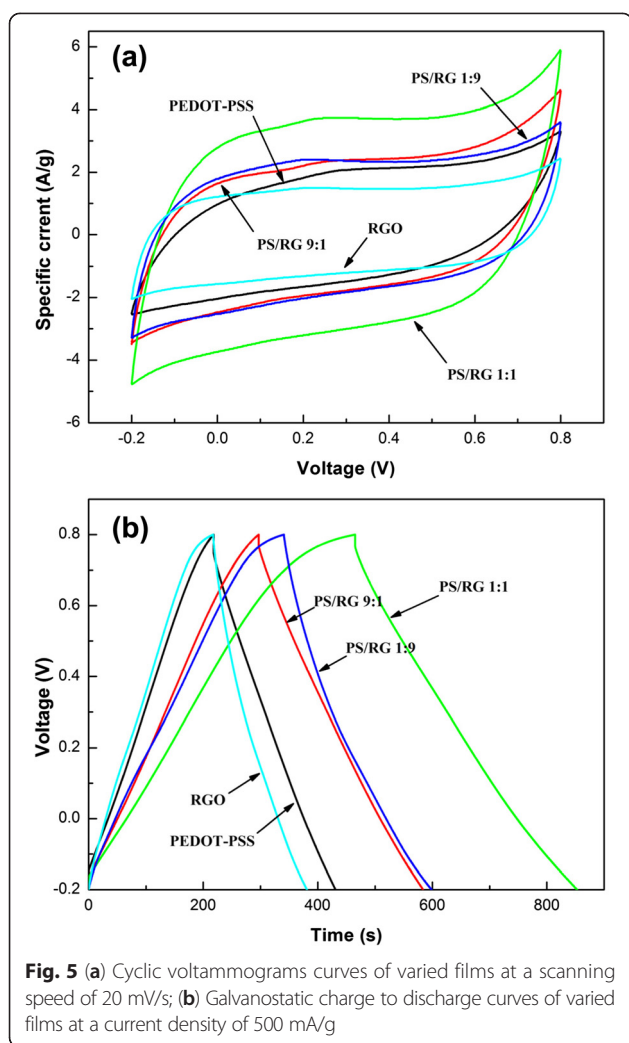 (a)
6
4
2
0
-2
-4
-6
Specific crrent (A/g)
PEDOT-PSS
PS/RG 1:9
PS/RG 9:1
RGO
PS/RG 1:1
-0.2 0.0 0.2 0.4 0.6 0.8
Voltage (V)
(b)
0.8
0.6
0.4
0.2
0.0
-0.2
Voltage (V)
PS/RG 9:1
PS/RG 1:1
PS/RG 1:9
RGO
PEDOT-PSS
0 200 400 600 800
Time (s)
Fig. 5 (a) Cyclic voltammograms curves of varied films at a scanning
speed of 20 mV/s; (b) Galvanostatic charge to discharge curves of varied
films at a current density of 500 mA/g